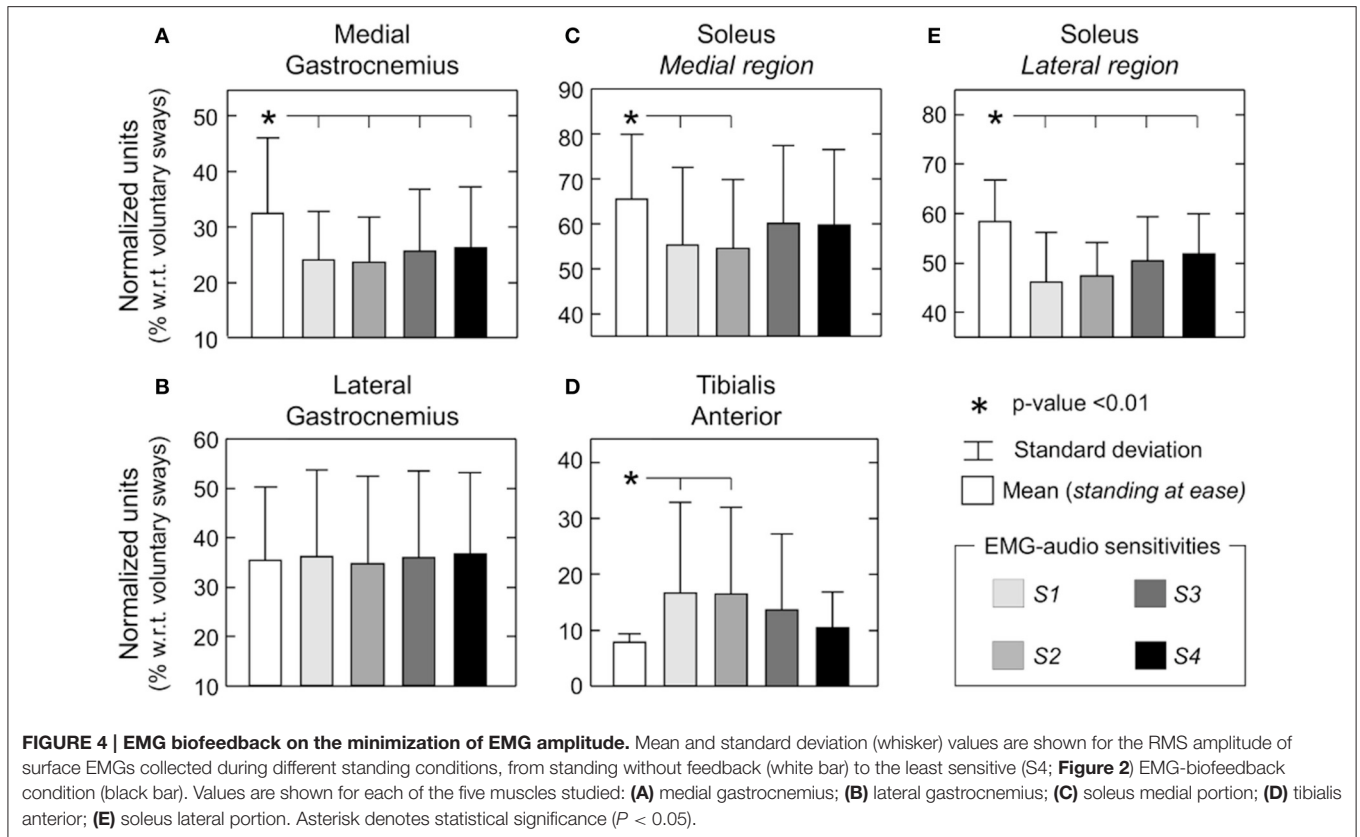 A
Medial
Gastrocnemius
Normalized units
(% w.r.t. voluntary sways)
50
40
30
20
10
*
C
Soleus
Medial region
90
80
70
60
50
40
*
E
Soleus
Lateral region
80
70
60
50
40
*
B
Lateral
Gastrocnemius
Normalized units
(% w.r.t. voluntary sways)
60
50
40
30
20
10
D
Tibialis
Anterior
40
30
20
10
0
*
* p-value <0.01
Standard deviation
Mean (standing at ease)
EMG-audio sensitivities
S1 S3
S2 S4
FIGURE 4 | EMG biofeedback on the minimization of EMG amplitude. Mean and standard deviation (whisker) values are shown for the RMS amplitude of
surface EMGs collected during different standing conditions, from standing without feedback (white bar) to the least sensitive (S4; Figure 2) EMG-biofeedback
condition (black bar). Values are shown for each of the five muscles studied: (A) medial gastrocnemius; (B) lateral gastrocnemius; (C) soleus medial portion; (D) tibialis
anterior; (E) soleus lateral portion. Asterisk denotes statistical significance (P < 0.05).